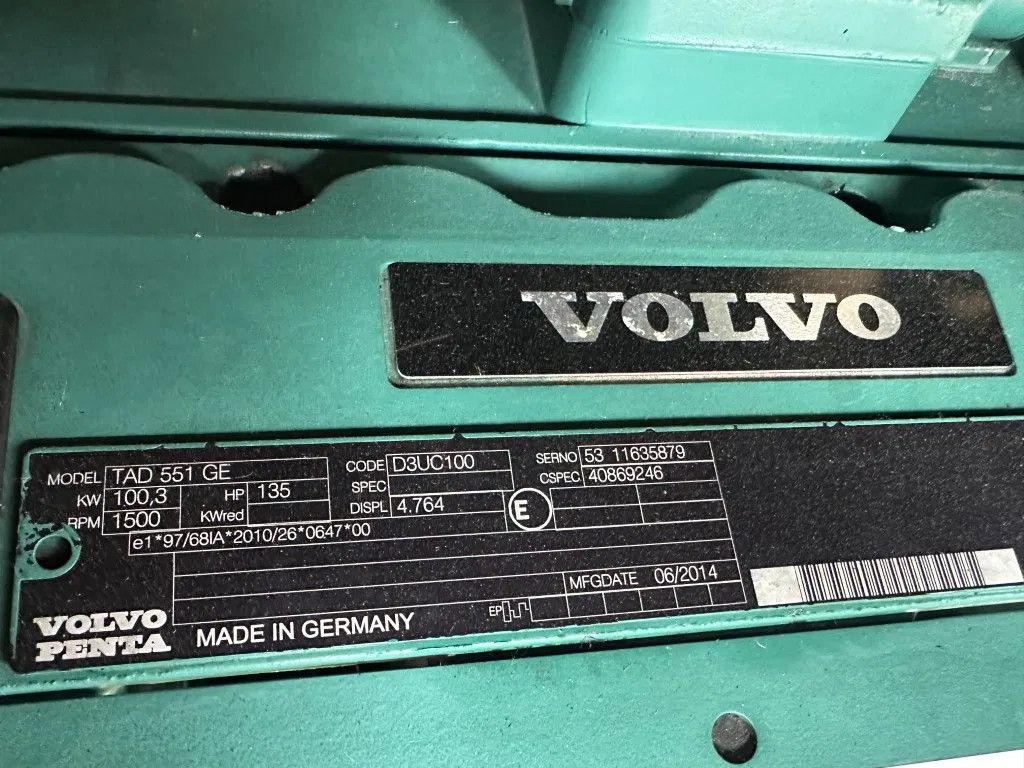 VOLVO
MODEL TAD 551 GE CODE D3UC100 SERNO 53 11635879
KW 100,3 HP 135 SPEC CSPEC 40869246
RPM 1500 KWred DISPL 4.764 E
e1*97/68IA*2010/26*0647*00
MFGDATE 06/2014
VOLVO
PENTA MADE IN GERMANY EP